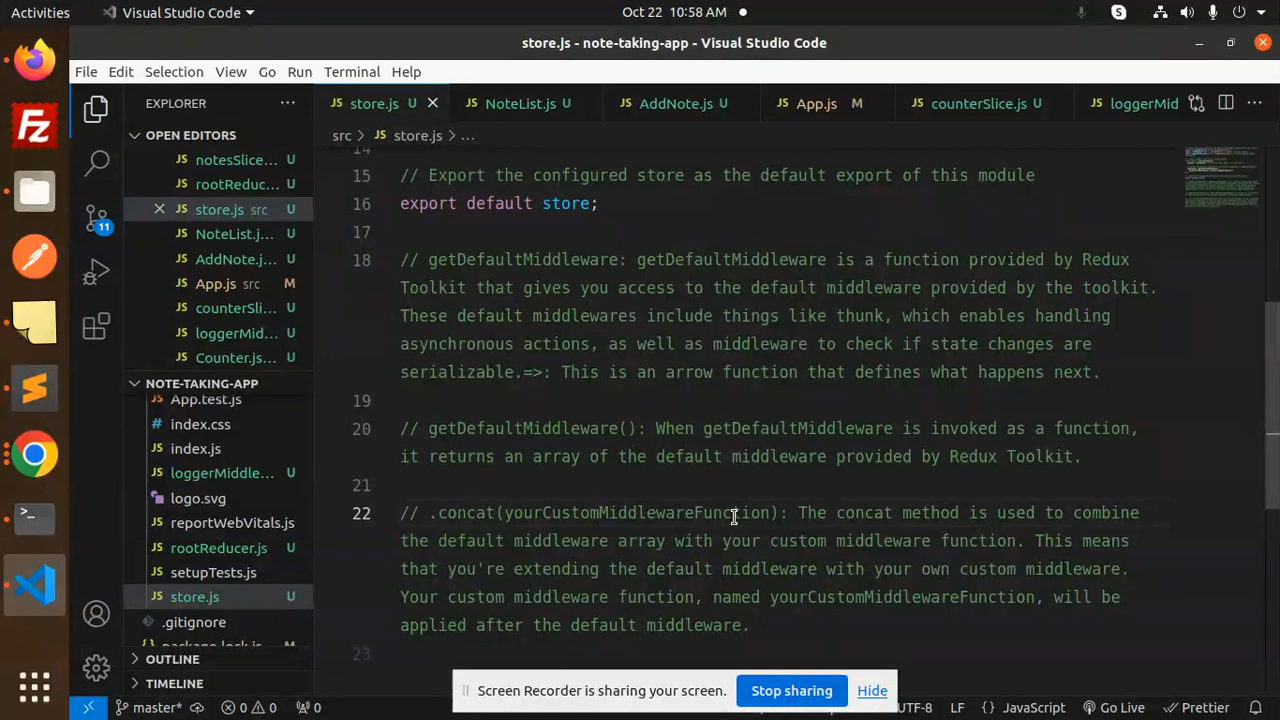 Activities
Visual Studio Code
Oct 22 10:58 AM
store.js - note-taking-app - Visual Studio Code
File Edit Selection View Go Run Terminal Help
EXPLORER
store.js U
NoteList.js U
AddNote.js U
App.js M
counterSlice.js U
loggerMid
OPEN EDITORS
src > JS store.js > ...
JS notesSlice... U
JS rootReduc... U
JS store.js src U
JS NoteList.j... U
JS AddNote.j... U
JS App.js src M
JS counterSli... U
JS loggerMid... U
JS Counter.js... U
NOTE-TAKING-APP
App.test.js
# index.css
JS index.js
JS loggerMiddle... U
logo.svg
JS reportWebVitals.js
JS rootReducer.js U
JS setupTests.js
JS store.js U
.gitignore
{} package-lock.js... M
OUTLINE
TIMELINE
11
14
15 // Export the configured store as the default export of this module
16 export default store;
17
18 // getDefaultMiddleware: getDefaultMiddleware is a function provided by Redux
Toolkit that gives you access to the default middleware provided by the toolkit.
These default middlewares include things like thunk, which enables handling
asynchronous actions, as well as middleware to check if state changes are
serializable.=>: This is an arrow function that defines what happens next.
19
20 // getDefaultMiddleware(): When getDefaultMiddleware is invoked as a function,
it returns an array of the default middleware provided by Redux Toolkit.
21
22 // .concat(yourCustomMiddlewareFunction): The concat method is used to combine
the default middleware array with your custom middleware function. This means
that you're extending the default middleware with your own custom middleware.
Your custom middleware function, named yourCustomMiddlewareFunction, will be
applied after the default middleware.
23
Screen Recorder is sharing your screen. Stop sharing Hide
master* 0 0 0 UTF-8 LF JavaScript Go Live Prettier